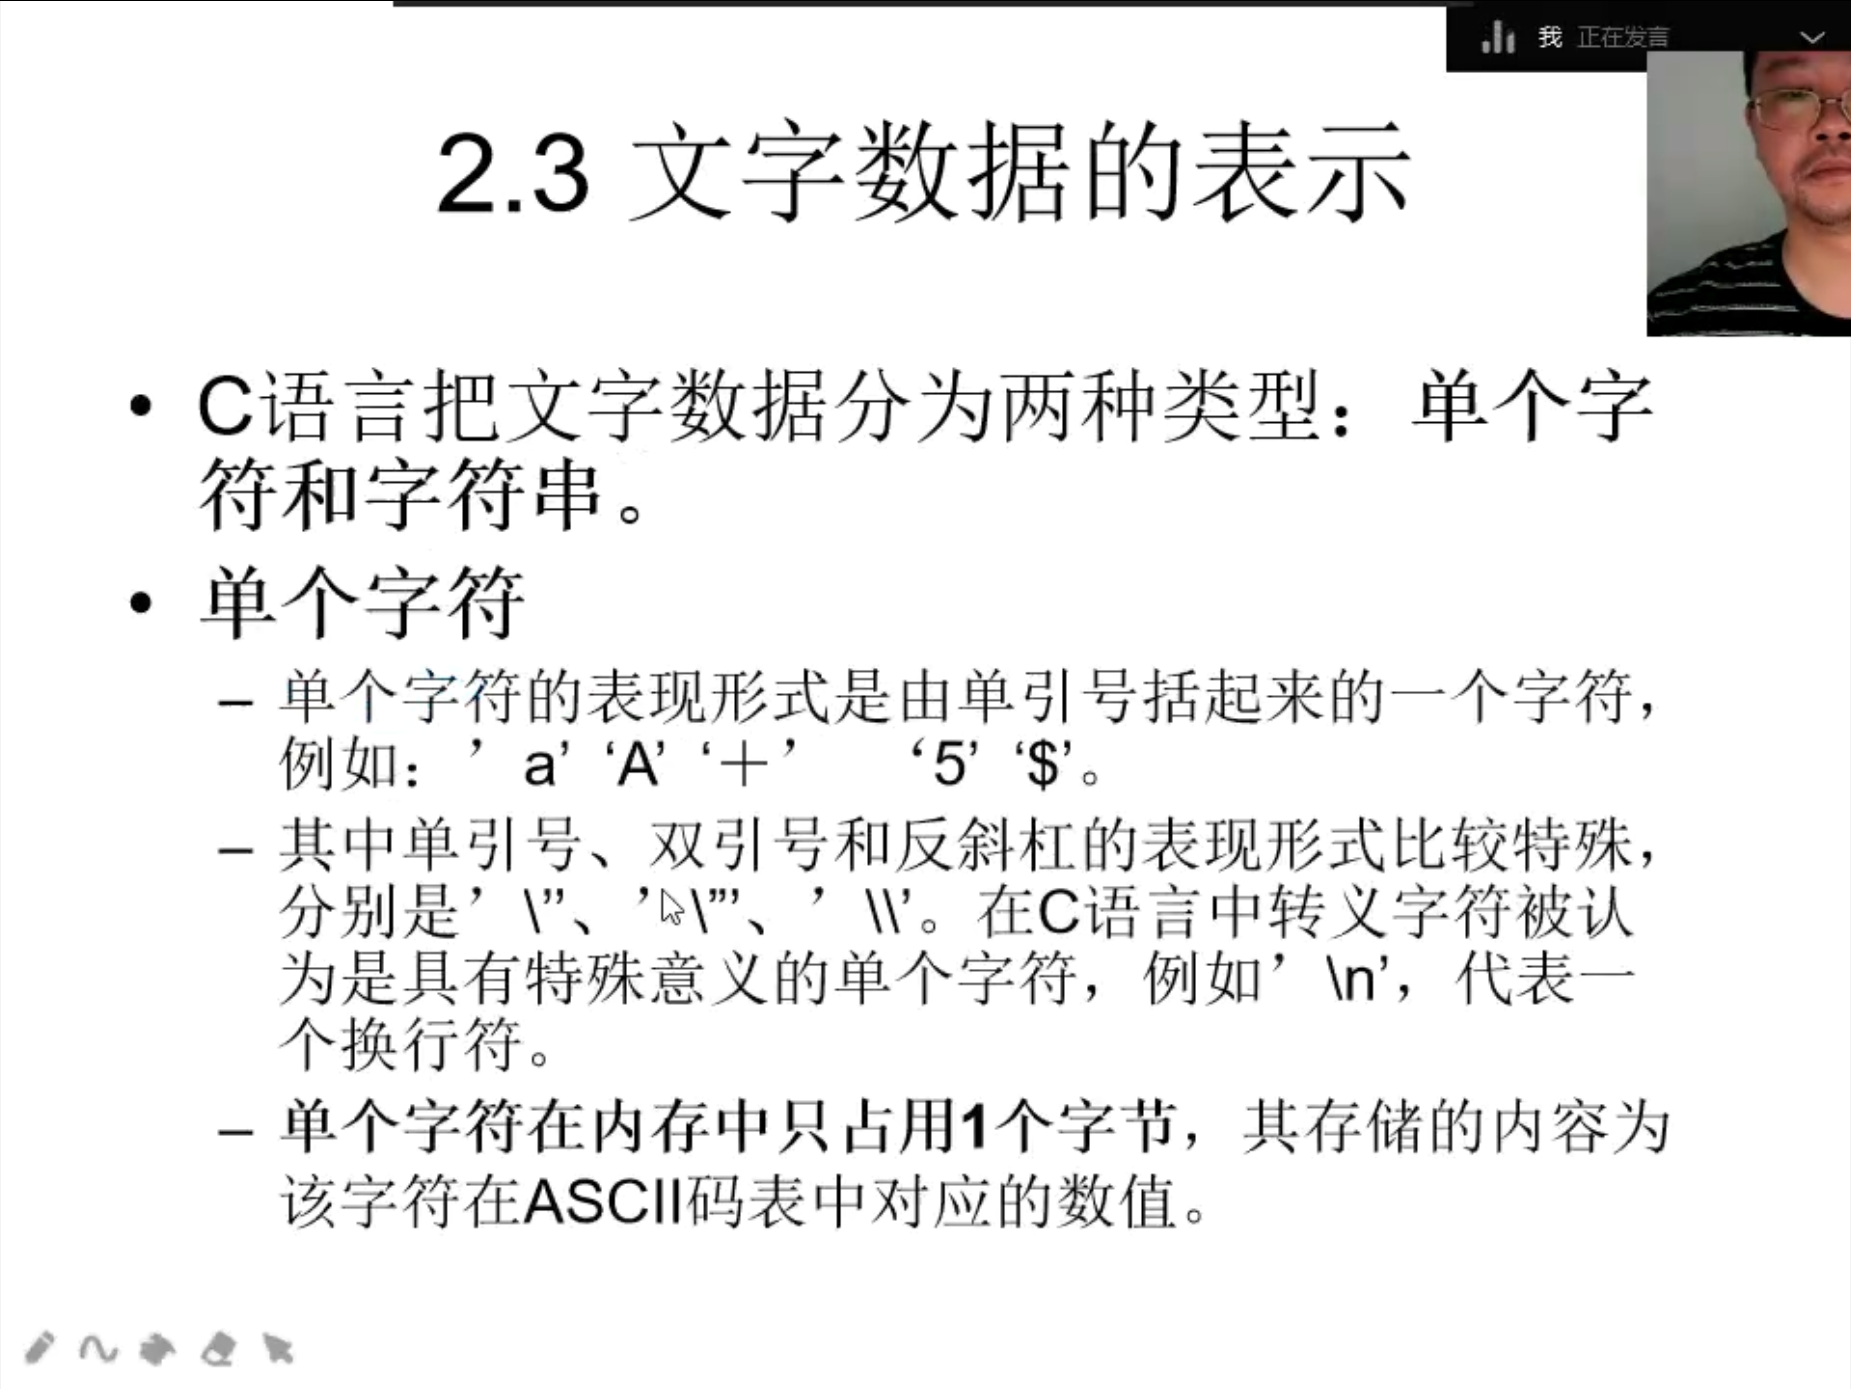 我 正在发言
2.3 文字数据的表示
• C语言把文字数据分为两种类型：单个字
符和字符串。
• 单个字符
– 单个字符的表现形式是由单引号括起来的一个字符，
例如：’a’ ‘A’ ‘＋’ ‘5’ ‘$’。
– 其中单引号、双引号和反斜杠的表现形式比较特殊，
分别是’\’’、’\”’、’\\’。在C语言中转义字符被认
为是具有特殊意义的单个字符，例如’\n’，代表一
个换行符。
– 单个字符在内存中只占用1个字节，其存储的内容为
该字符在ASCII码表中对应的数值。